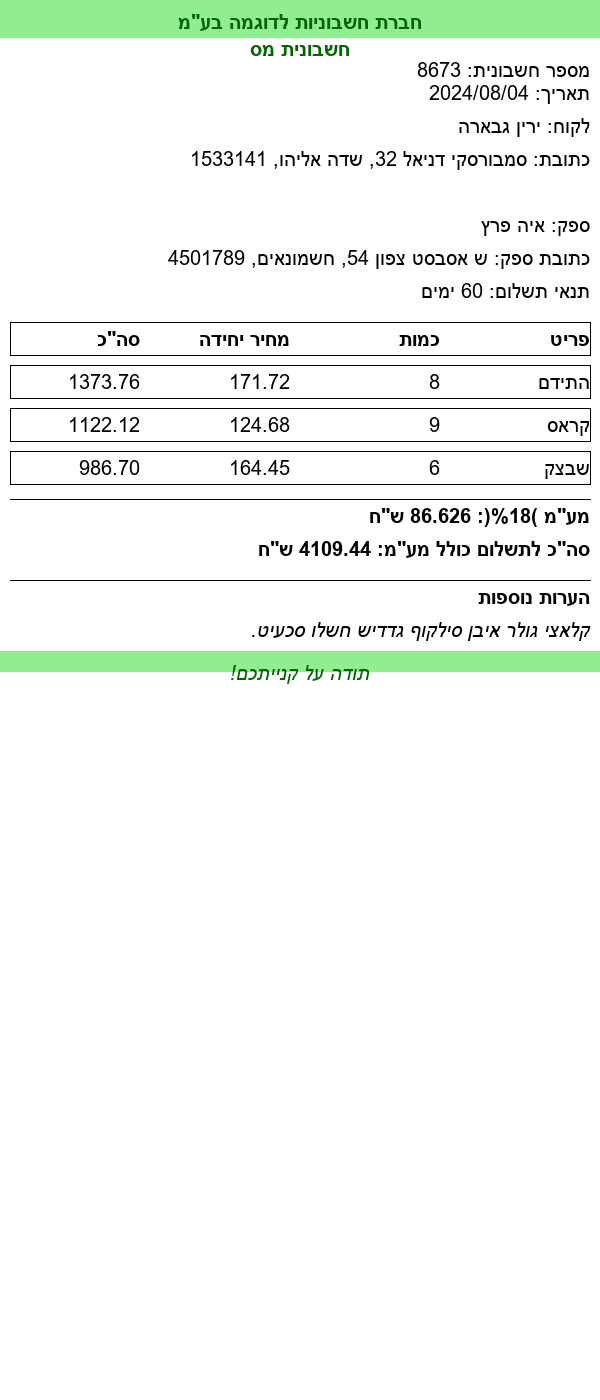 חברת חשבוניות לדוגמה בע"מ
חשבונית מס
מספר חשבונית: 8673
תאריך: 2024/08/04
לקוח: ירין גבארה
כתובת: סמבורסקי דניאל 32, שדה אליהו, 1533141
ספק: איה פרץ
כתובת ספק: ש אסבסט צפון 54, חשמונאים, 4501789
תנאי תשלום: 60 ימים
פריט כמות מחיר יחידה סה"כ
התידם 8 171.72 1373.76
קראס 9 124.68 1122.12
שבצק 6 164.45 986.70
מע"מ )18%(: 86.626 ש"ח
סה"כ לתשלום כולל מע"מ: 4109.44 ש"ח
הערות נוספות
קלאצי גולר איבן סילקוף גדדיש חשלו סכעיט.
תודה על קנייתכם!